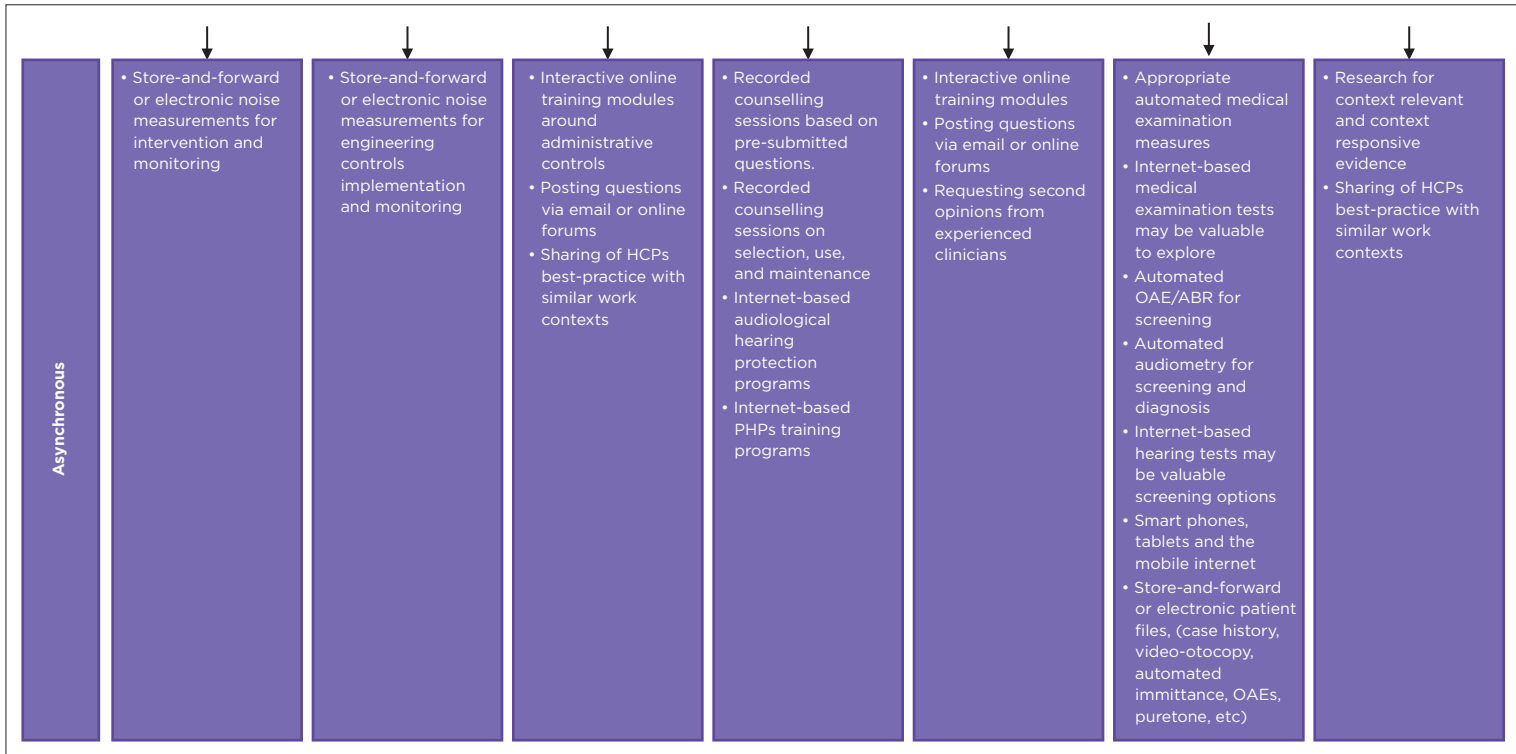 Asynchronous
• Store-and-forward
or electronic noise
measurements for
intervention and
monitoring
• Store-and-forward
or electronic noise
measurements for
engineering
controls
implementation
and monitoring
• Interactive online
training modules
around
administrative
controls
• Posting questions
via email or online
forums
• Sharing of HCPs
best-practice with
similar work
contexts
• Recorded
counselling
sessions based on
pre-submitted
questions.
• Recorded
counselling
sessions on
selection, use,
and maintenance
• Internet-based
audiological
hearing
protection
programs
• Internet-based
PHPs training
programs
• Interactive online
training modules
• Posting questions
via email or online
forums
• Requesting second
opinions from
experienced
clinicians
• Appropriate
automated medical
examination
measures
• Internet-based
medical
examination tests
may be valuable
to explore
• Automated
OAE/ABR for
screening
• Automated
audiometry for
screening and
diagnosis
• Internet-based
hearing tests may
be valuable
screening options
• Smart phones,
tablets and the
mobile internet
• Store-and-forward
or electronic patient
files, (case history,
video-otocopy,
automated
immittance, OAEs,
puretone, etc)
• Research for
context relevant
and context
responsive
evidence
• Sharing of HCPs
best-practice with
similar work
contexts